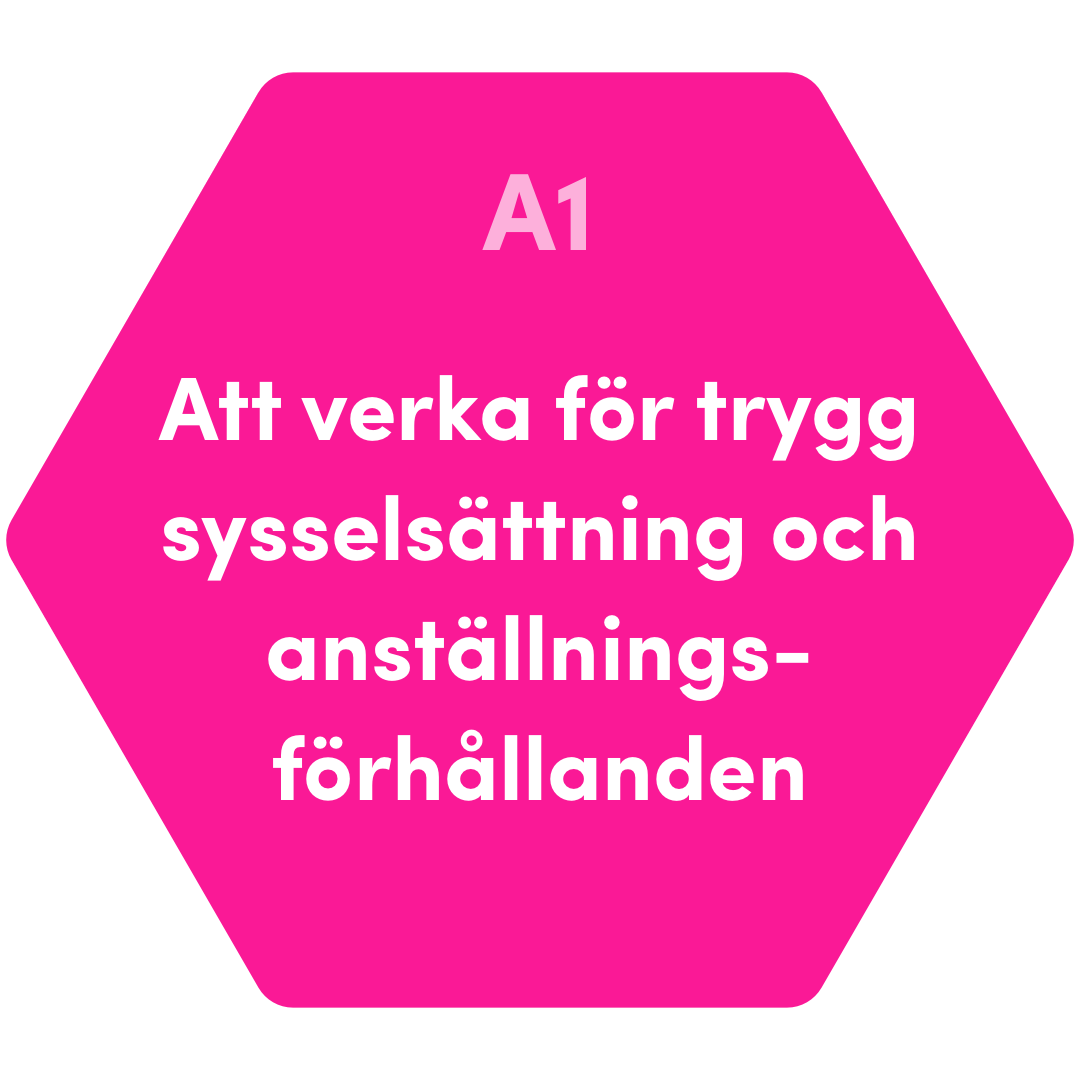 A1
Att verka för trygg
sysselsättning och
anställnings-
förhållanden